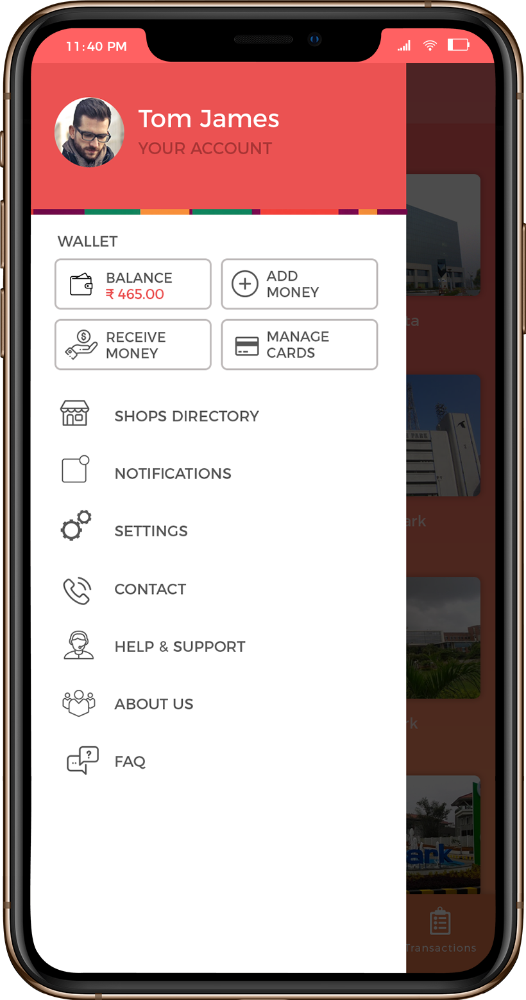 11:40 PM
Tom James
YOUR ACCOUNT
WALLET
BALANCE
₹ 465.00
ADD
MONEY
RECEIVE
MONEY
MANAGE
CARDS
SHOPS DIRECTORY
NOTIFICATIONS
SETTINGS
CONTACT
HELP & SUPPORT
ABOUT US
FAQ
ta
PARK
ark
rk
ark
Transactions